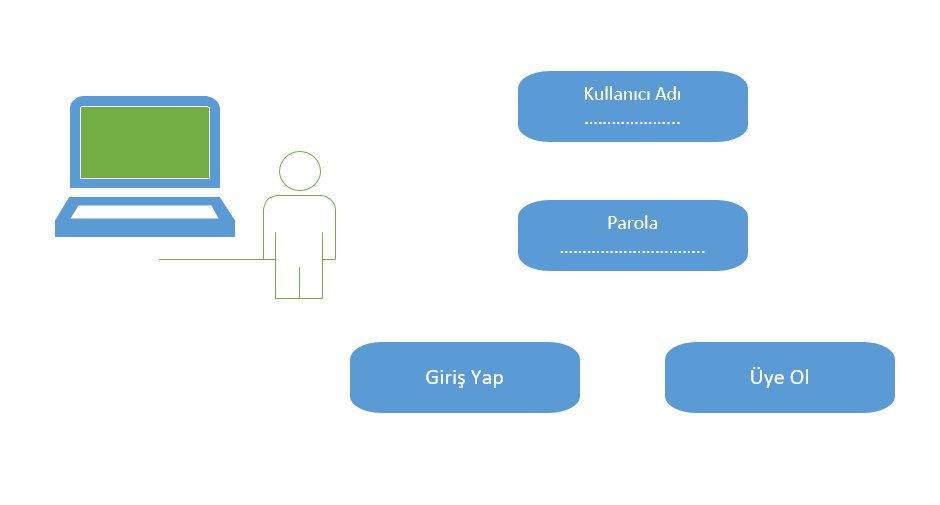 Kullanıcı Adı
.....................
Parola
................................
Giriş Yap
Üye Ol